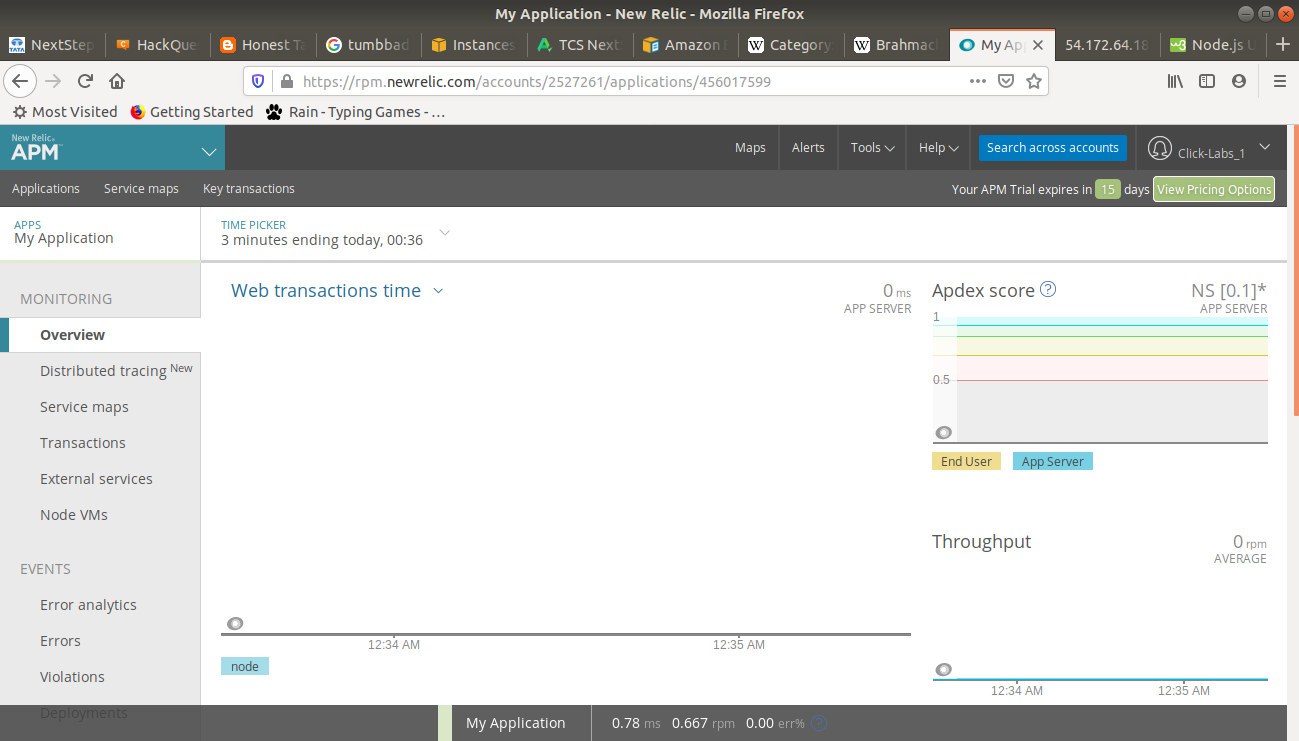 My Application - New Relic - Mozilla Firefox
NextStep
HackQue
Honest Ta
tumbbad
Instances
TCS Next
Amazon
Category
Brahmac
My Ap
54.172.64.18
Node.js
https://rpm.newrelic.com/accounts/2527261/applications/456017599
Most Visited
Getting Started
Rain - Typing Games - …
New Relic
APM
Maps
Alerts
Tools
Help
Search across accounts
Click-Labs_1
Applications
Service maps
Key transactions
Your APM Trial expires in 15 days
View Pricing Options
APPS
My Application
TIME PICKER
3 minutes ending today, 00:36
MONITORING
Overview
Distributed tracing New
Service maps
Transactions
External services
Node VMs
EVENTS
Error analytics
Errors
Violations
Deployments
Web transactions time
0 ms
APP SERVER
12:34 AM
12:35 AM
node
Apdex score ?
NS [0.1]*
APP SERVER
1
0.5
End User
App Server
Throughput
0 rpm
AVERAGE
12:34 AM
12:35 AM
My Application
0.78 ms 0.667 rpm 0.00 err% ?